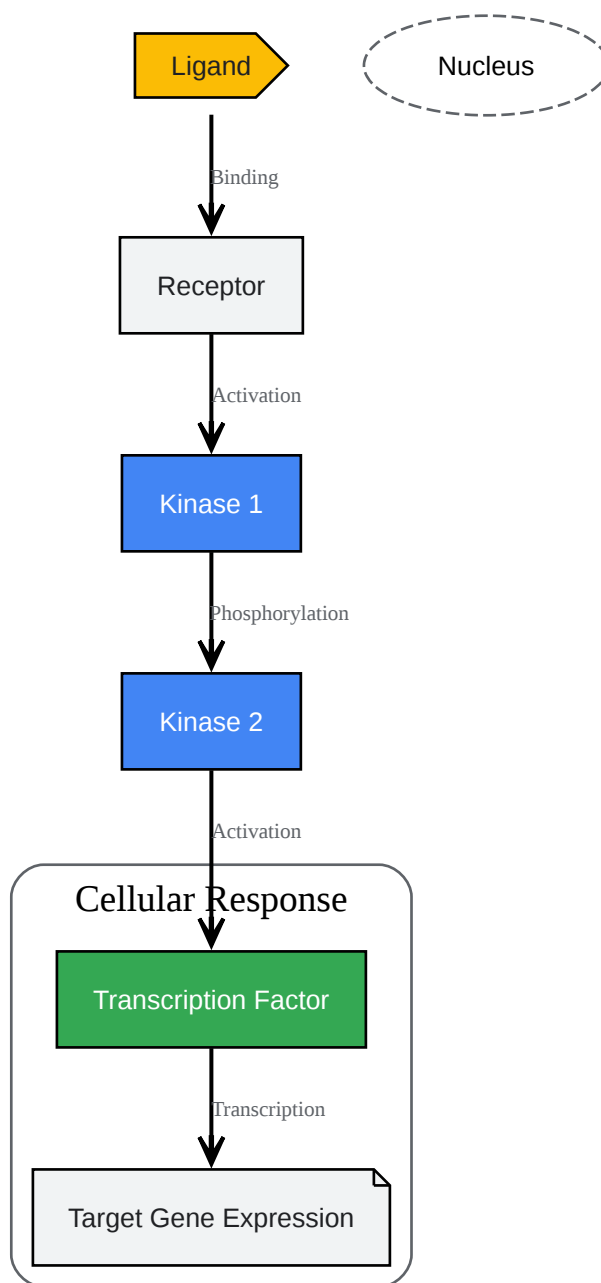 Ligand
Nucleus
Binding
Receptor
Activation
Kinase 1
Phosphorylation
Kinase 2
Activation
Cellular Response
Transcription Factor
Transcription
Target Gene Expression